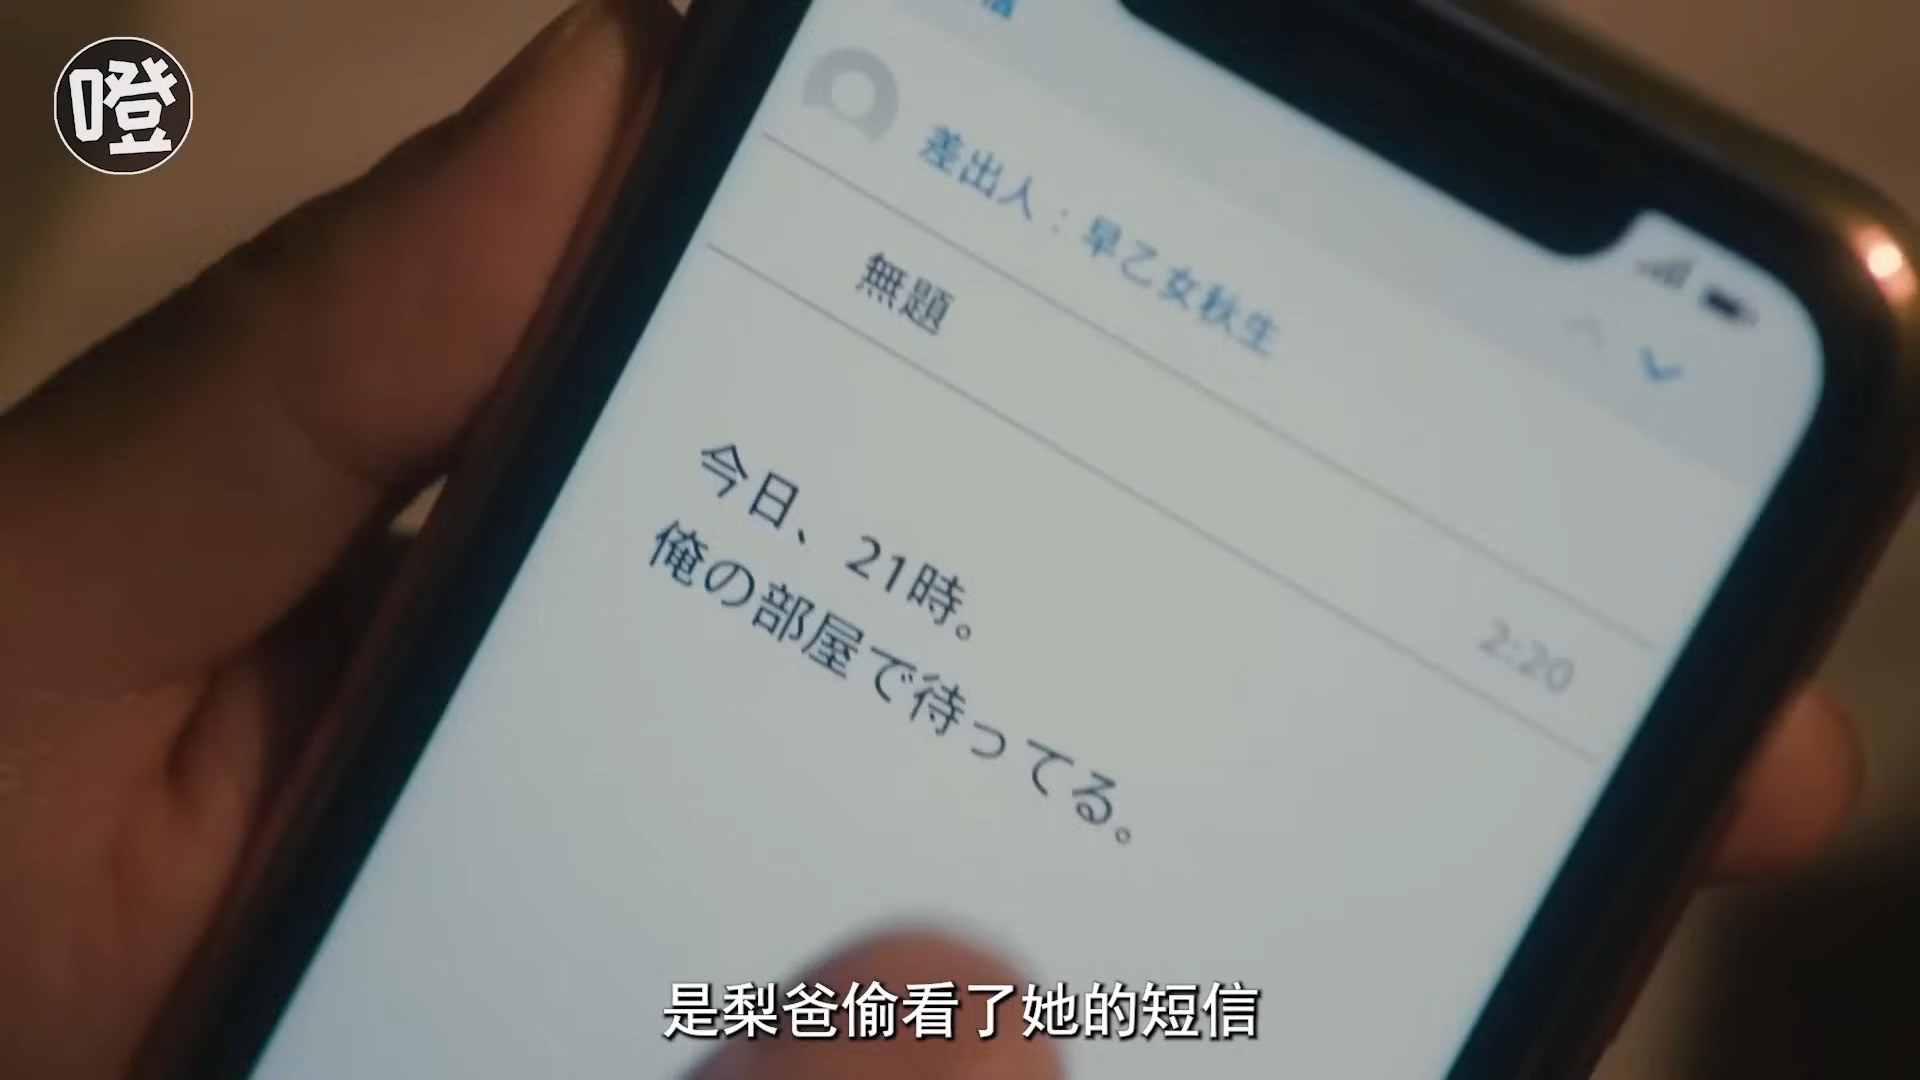 噔
差出人：早乙女秋生
無題
2:20
今日、21時。
俺の部屋で待ってる。
是梨爸偷看了她的短信